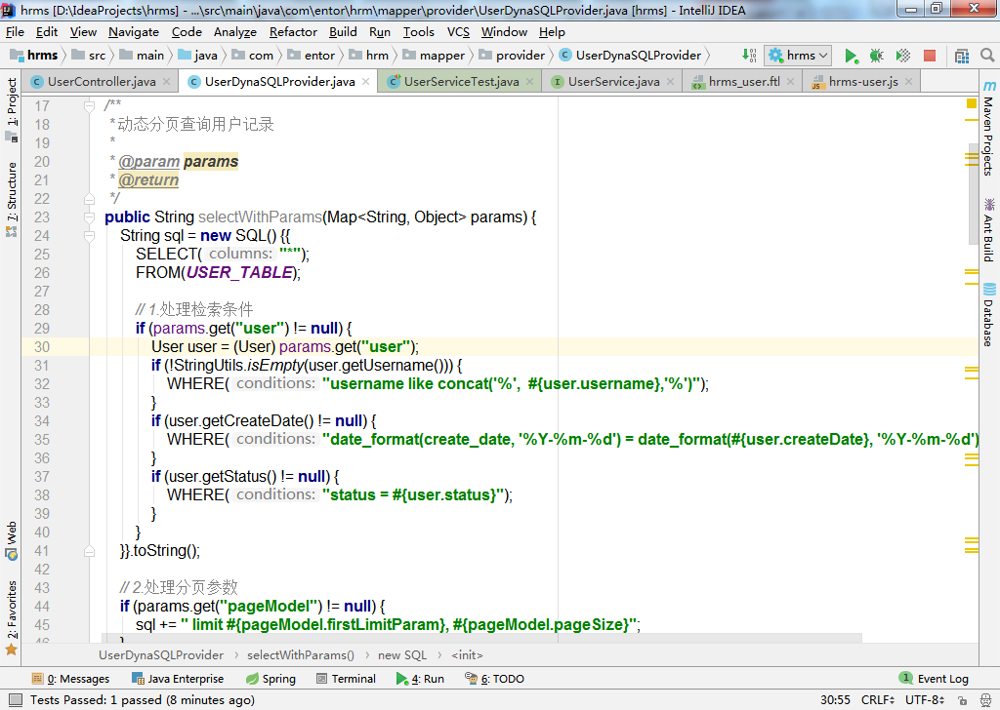 hrms [D:\IdeaProjects\hrms] - ...\src\main\java\com\entor\hrm\mapper\provider\UserDynaSQLProvider.java [hrms] - IntelliJ IDEA
File Edit View Navigate Code Analyze Refactor Build Run Tools VCS Window Help
hrms src main java com entor hrm mapper provider UserDynaSQLProvider hrms
UserController.java UserDynaSQLProvider.java UserServiceTest.java UserService.java hrms_user.ftl hrms-user.js
1: Project
7: Structure
Web
2: Favorites
17 /**
18 *动态分页查询用户记录
19 *
20 * @param params
21 * @return
22 */
23 public String selectWithParams(Map<String, Object> params) {
24 String sql = new SQL() {{
25 SELECT( columns: "*");
26 FROM(USER_TABLE);
27
28 // 1.处理检索条件
29 if (params.get("user") != null) {
30 User user = (User) params.get("user");
31 if (!StringUtils.isEmpty(user.getUsername())) {
32 WHERE( conditions: "username like concat('%', #{user.username},'%')");
33 }
34 if (user.getCreateDate() != null) {
35 WHERE( conditions: "date_format(create_date, '%Y-%m-%d') = date_format(#{user.createDate}, '%Y-%m-%d')
36 }
37 if (user.getStatus() != null) {
38 WHERE( conditions: "status = #{user.status}");
39 }
40 }
41 }}.toString();
42
43 // 2.处理分页参数
44 if (params.get("pageModel") != null) {
45 sql += " limit #{pageModel.firstLimitParam}, #{pageModel.pageSize}";
46 }
Maven Projects
Ant Build
Database
UserDynaSQLProvider selectWithParams() new SQL <init>
0: Messages Java Enterprise Spring Terminal 4: Run 6: TODO 1 Event Log
Tests Passed: 1 passed (8 minutes ago) 30:55 CRLF UTF-8